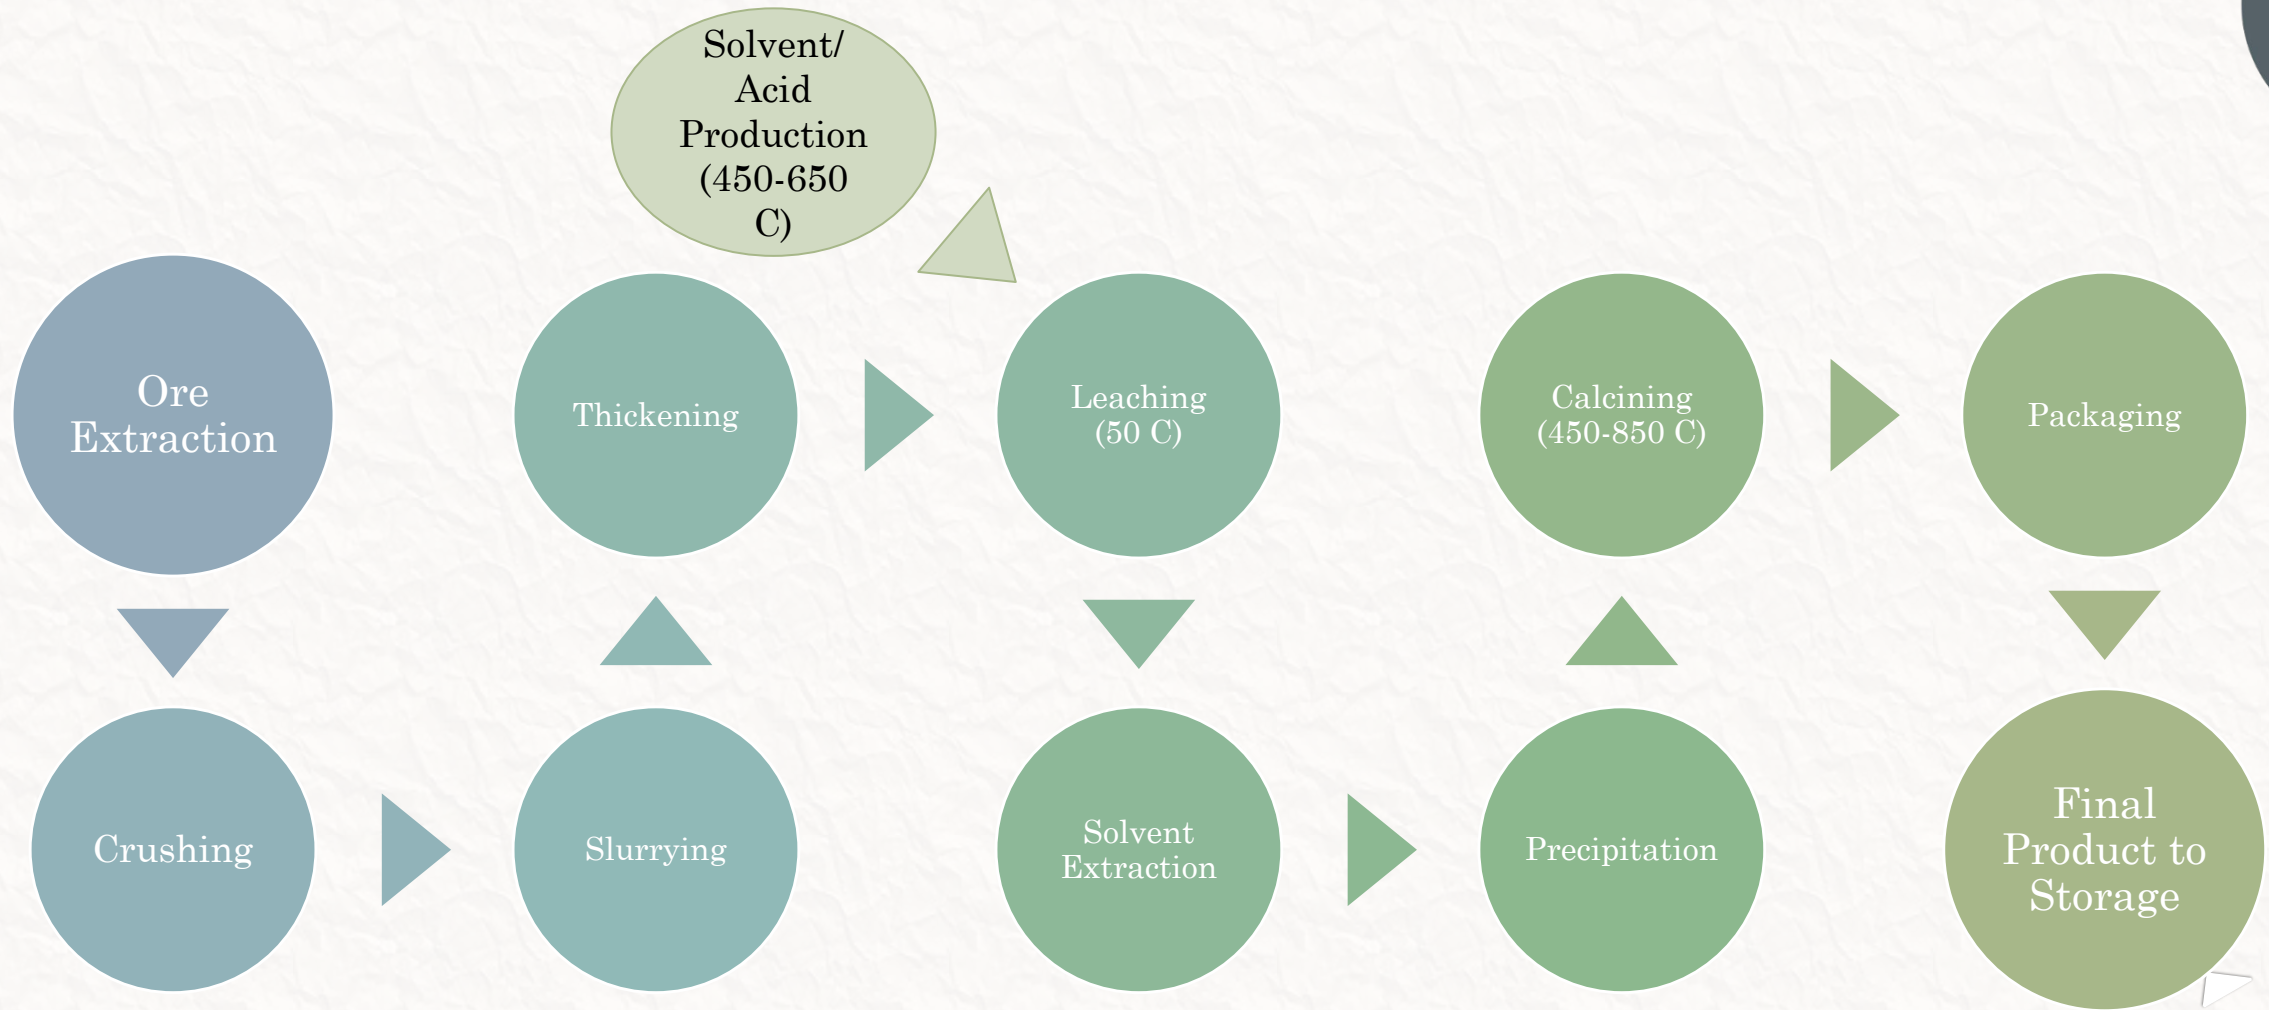 Ore
Extraction
Crushing
Slurrying
Thickening
Solvent/
Acid
Production
(450-650
C)
Leaching
(50 C)
Solvent
Extraction
Precipitation
Calcining
(450-850 C)
Packaging
Final
Product to
Storage